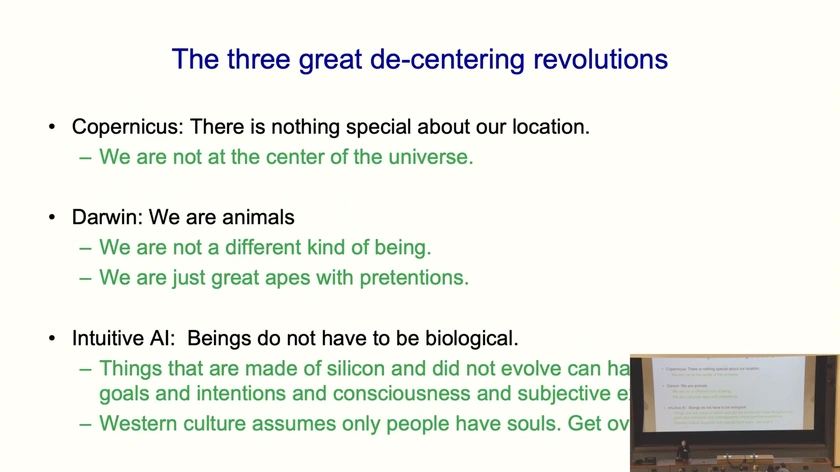 The three great de-centering revolutions
• Copernicus: There is nothing special about our location.
– We are not at the center of the universe.
• Darwin: We are animals
– We are not a different kind of being.
– We are just great apes with pretentions.
• Intuitive AI: Beings do not have to be biological.
– Things that are made of silicon and did not evolve can
goals and intentions and consciousness and subjective
– Western culture assumes only people have souls. Get